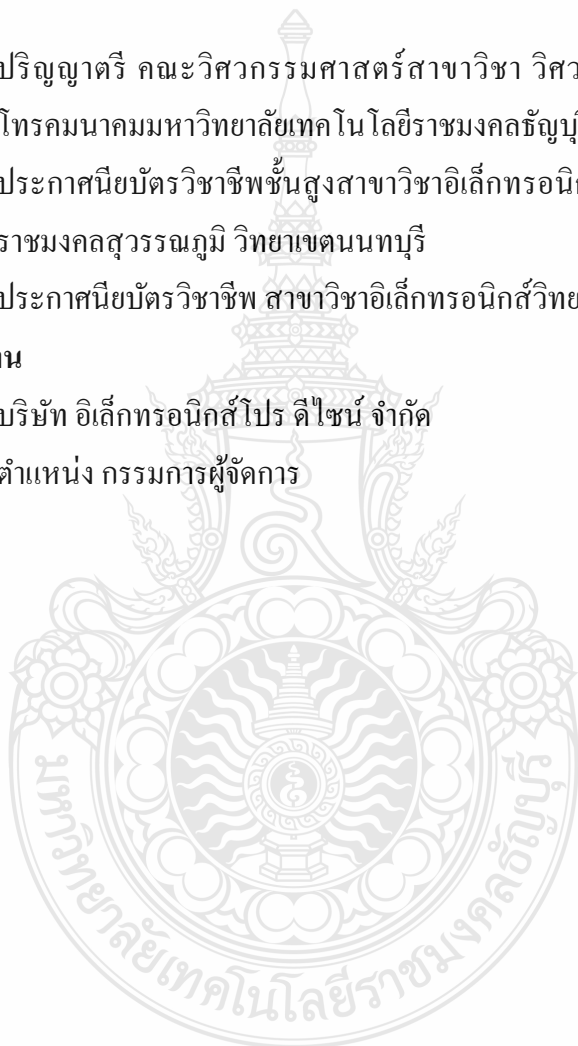 ปริญญาตรี คณะวิศวกรรมศาสตร์สาขาวิชา
โทรคมนาคมมหาวิทยาลัยเทคโนโลยีราชมงคลธัญบุรี
ประกาศนียบัตรวิชาชีพชั้นสูงสาขาวิชาอิเล็กทรอนิกส์
ราชมงคลสุวรรณภูมิ วิทยาเขตนนทบุรี
ประกาศนียบัตรวิชาชีพ สาขาวิชาอิเล็กทรอนิกส์วิทย
บริษัท อิเล็กทรอนิกส์โปร ดีไซน์ จำกัด
ตำแหน่ง กรรมการผู้จัดการ
มหาวิทยาลัยเทคโนโลยีราชมงคลธัญบุรี